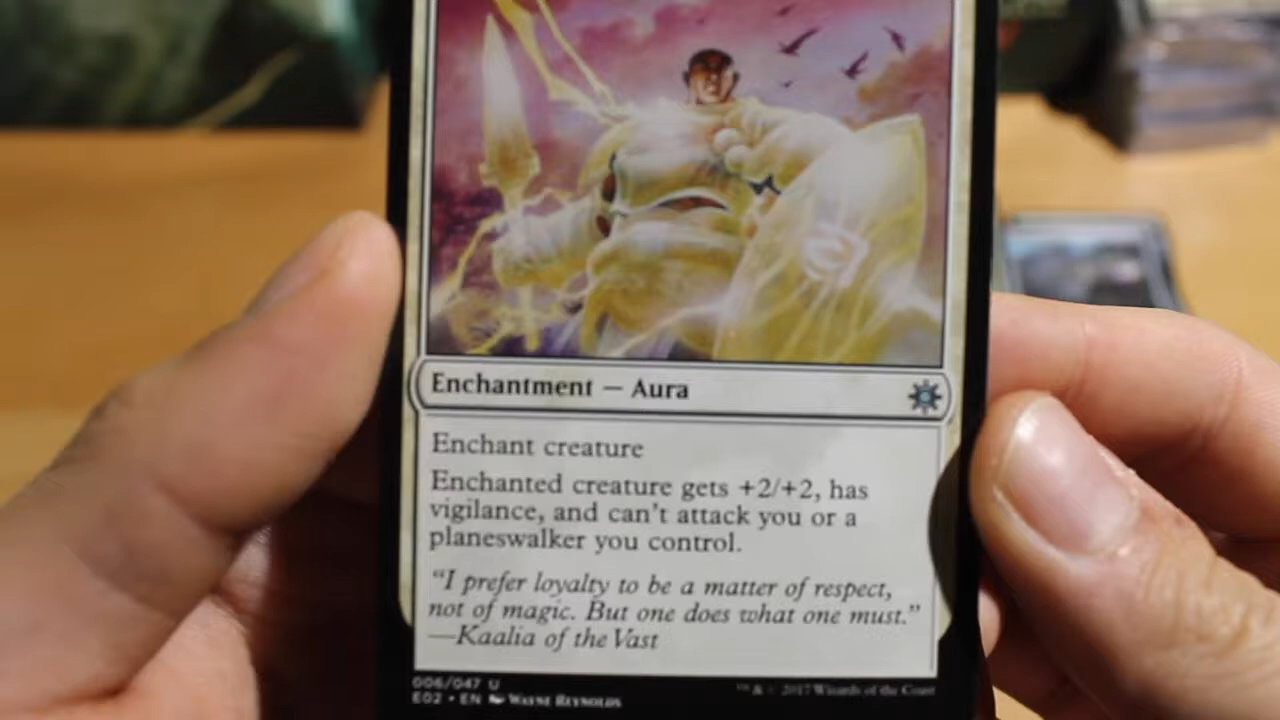 Enchantment — Aura
Enchant creature
Enchanted creature gets +2/+2, has
vigilance, and can't attack you or a
planeswalker you control.
"I prefer loyalty to be a matter of respect,
not of magic. But one does what one must."
—Kaalia of the Vast
006/047 U
E02 • EN Wayne Reynolds
™ & © 2017 Wizards of the Coast